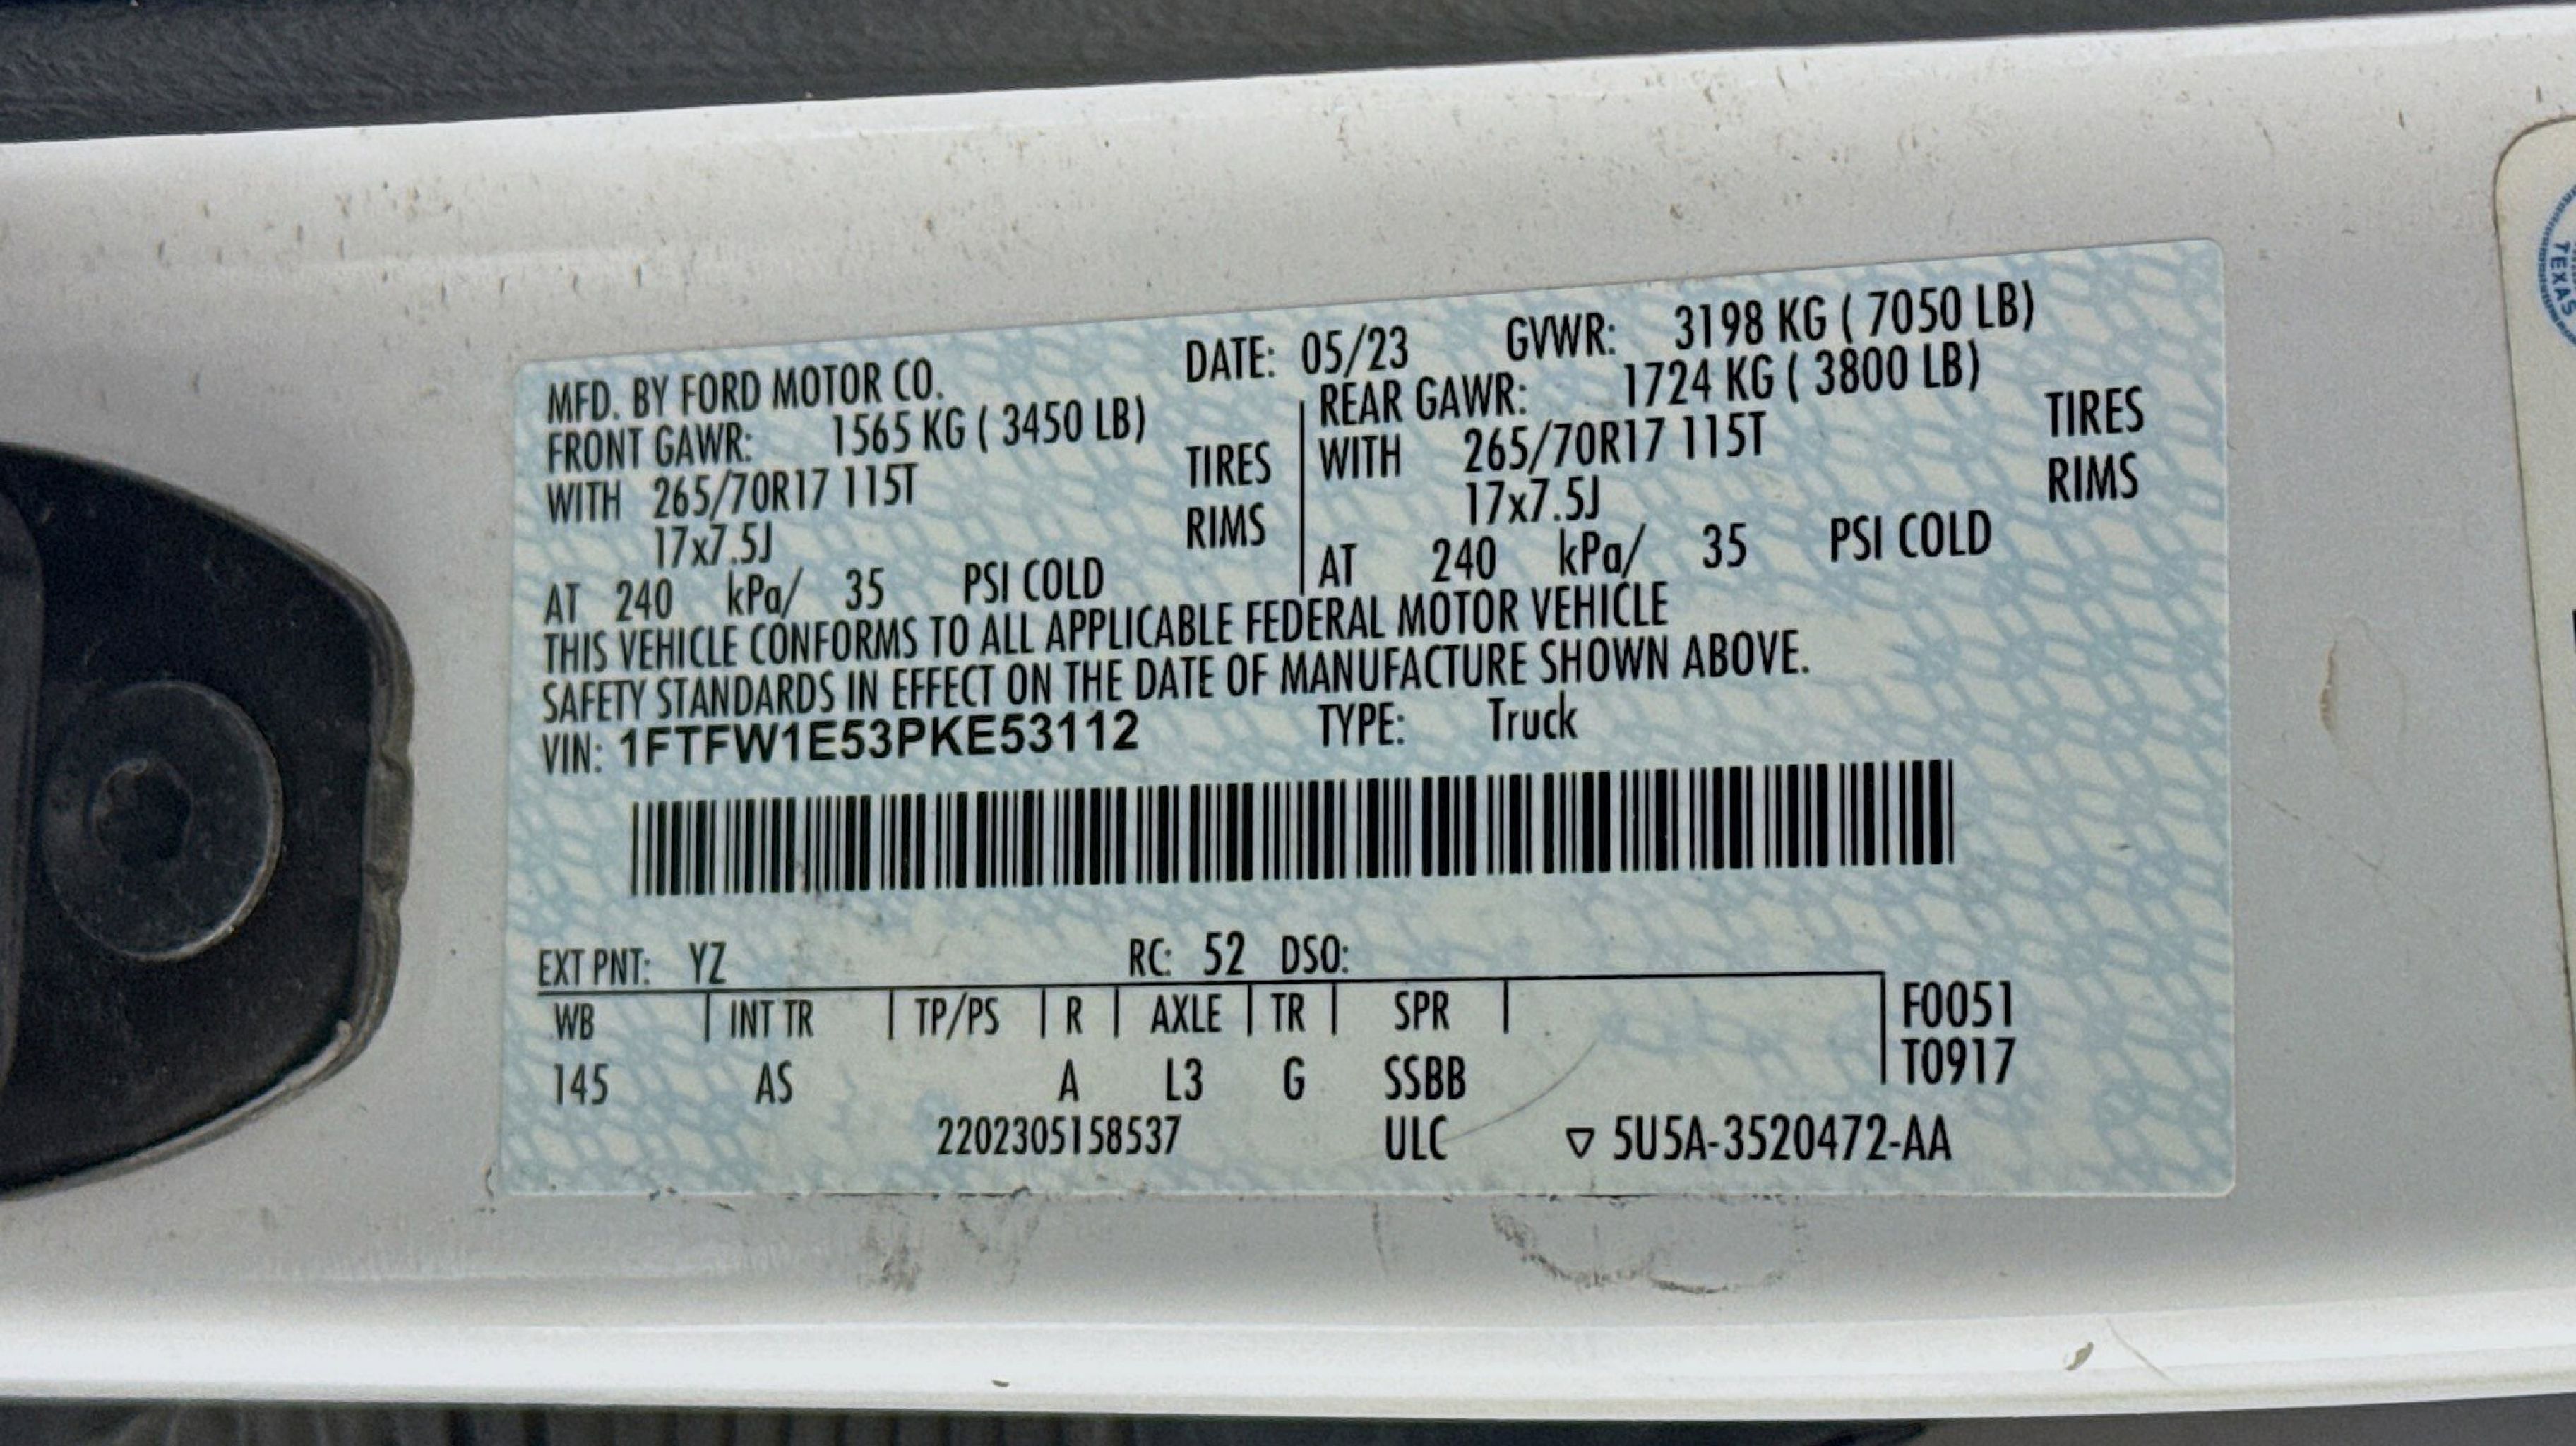 MFD. BY FORD MOTOR CO. DATE: 05/23 GVWR: 3198 KG ( 7050 LB)
FRONT GAWR: 1565 KG ( 3450 LB) REAR GAWR: 1724 KG ( 3800 LB)
WITH 265/70R17 115T TIRES WITH 265/70R17 115T TIRES
17x7.5J RIMS 17x7.5J RIMS
AT 240 kPa/ 35 PSI COLD AT 240 kPa/ 35 PSI COLD
THIS VEHICLE CONFORMS TO ALL APPLICABLE FEDERAL MOTOR VEHICLE
SAFETY STANDARDS IN EFFECT ON THE DATE OF MANUFACTURE SHOWN ABOVE.
VIN: 1FTFW1E53PKE53112 TYPE: Truck
EXT PNT: YZ RC: 52 DSO:
WB INT TR TP/PS R AXLE TR SPR F0051
145 AS A L3 G SSBB T0917
2202305158537 ULC ▽ 5U5A-3520472-AA
TEXAS